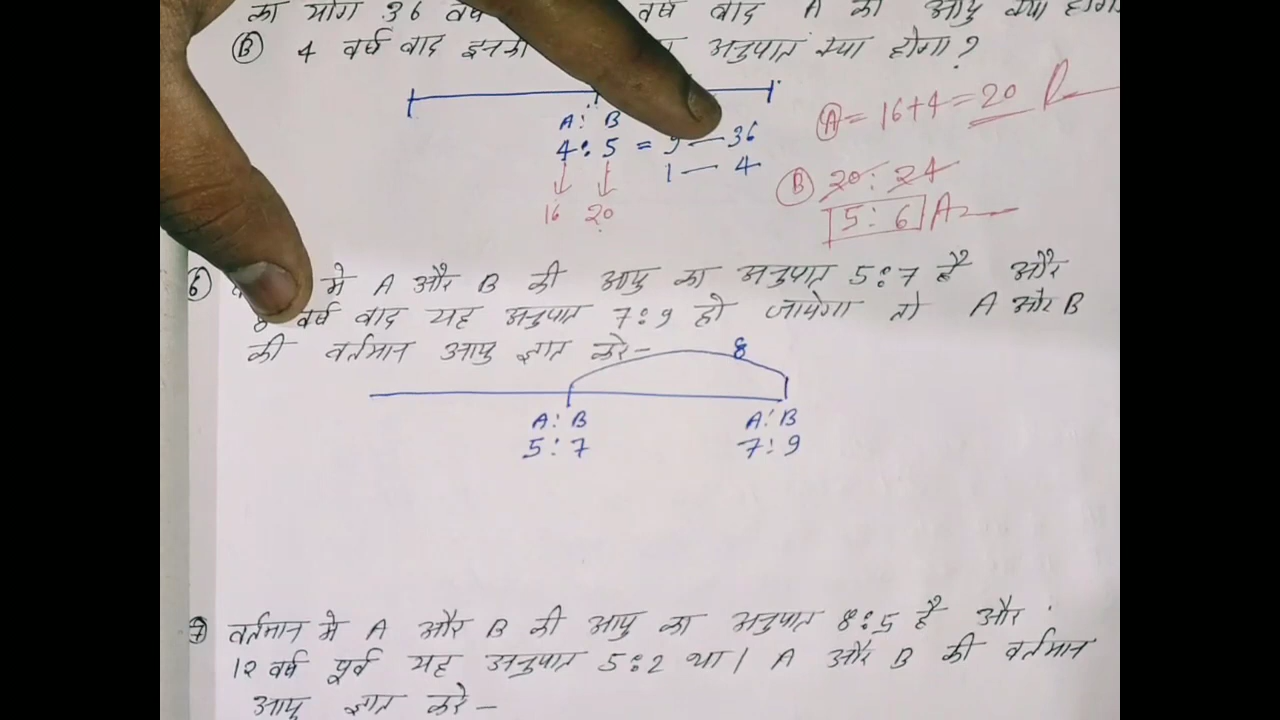 का योग 36 वर्ष वर्ष बाद A की आयु क्या होगी
Ⓑ 4 वर्ष बाद इनकी अनुपात क्या होगा?
A : B
4 : 5 = 9 — 36
1 — 4
16 20
Ⓐ = 16+4 = 20
Ⓑ 20 : 24
5 : 6 A
⑥ मे A और B की आयु का अनुपात 5:7 है और
8 वर्ष बाद यह अनुपात 7:9 हो जायेगा तो A और B
की वर्तमान आयु ज्ञात करे-
8
A : B A : B
5 : 7 7 : 9
⑦ वर्तमान मे A और B की आयु का अनुपात 8:5 है और
12 वर्ष पूर्व यह अनुपात 5:2 था। A और B की वर्तमान
आयु ज्ञात करे-